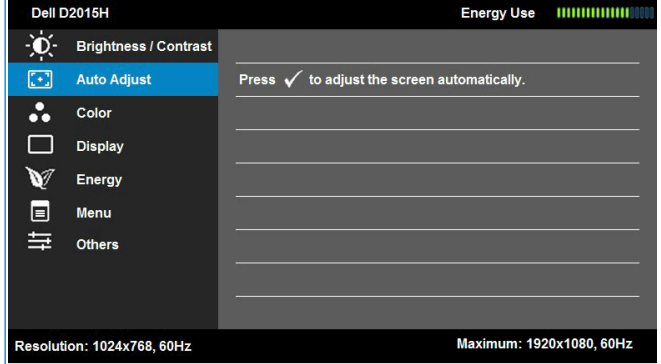 Dell D2015H Energy Use
Brightness / Contrast
Auto Adjust Press ✓ to adjust the screen automatically.
Color
Display
Energy
Menu
Others
Resolution: 1024x768, 60Hz Maximum: 1920x1080, 60Hz